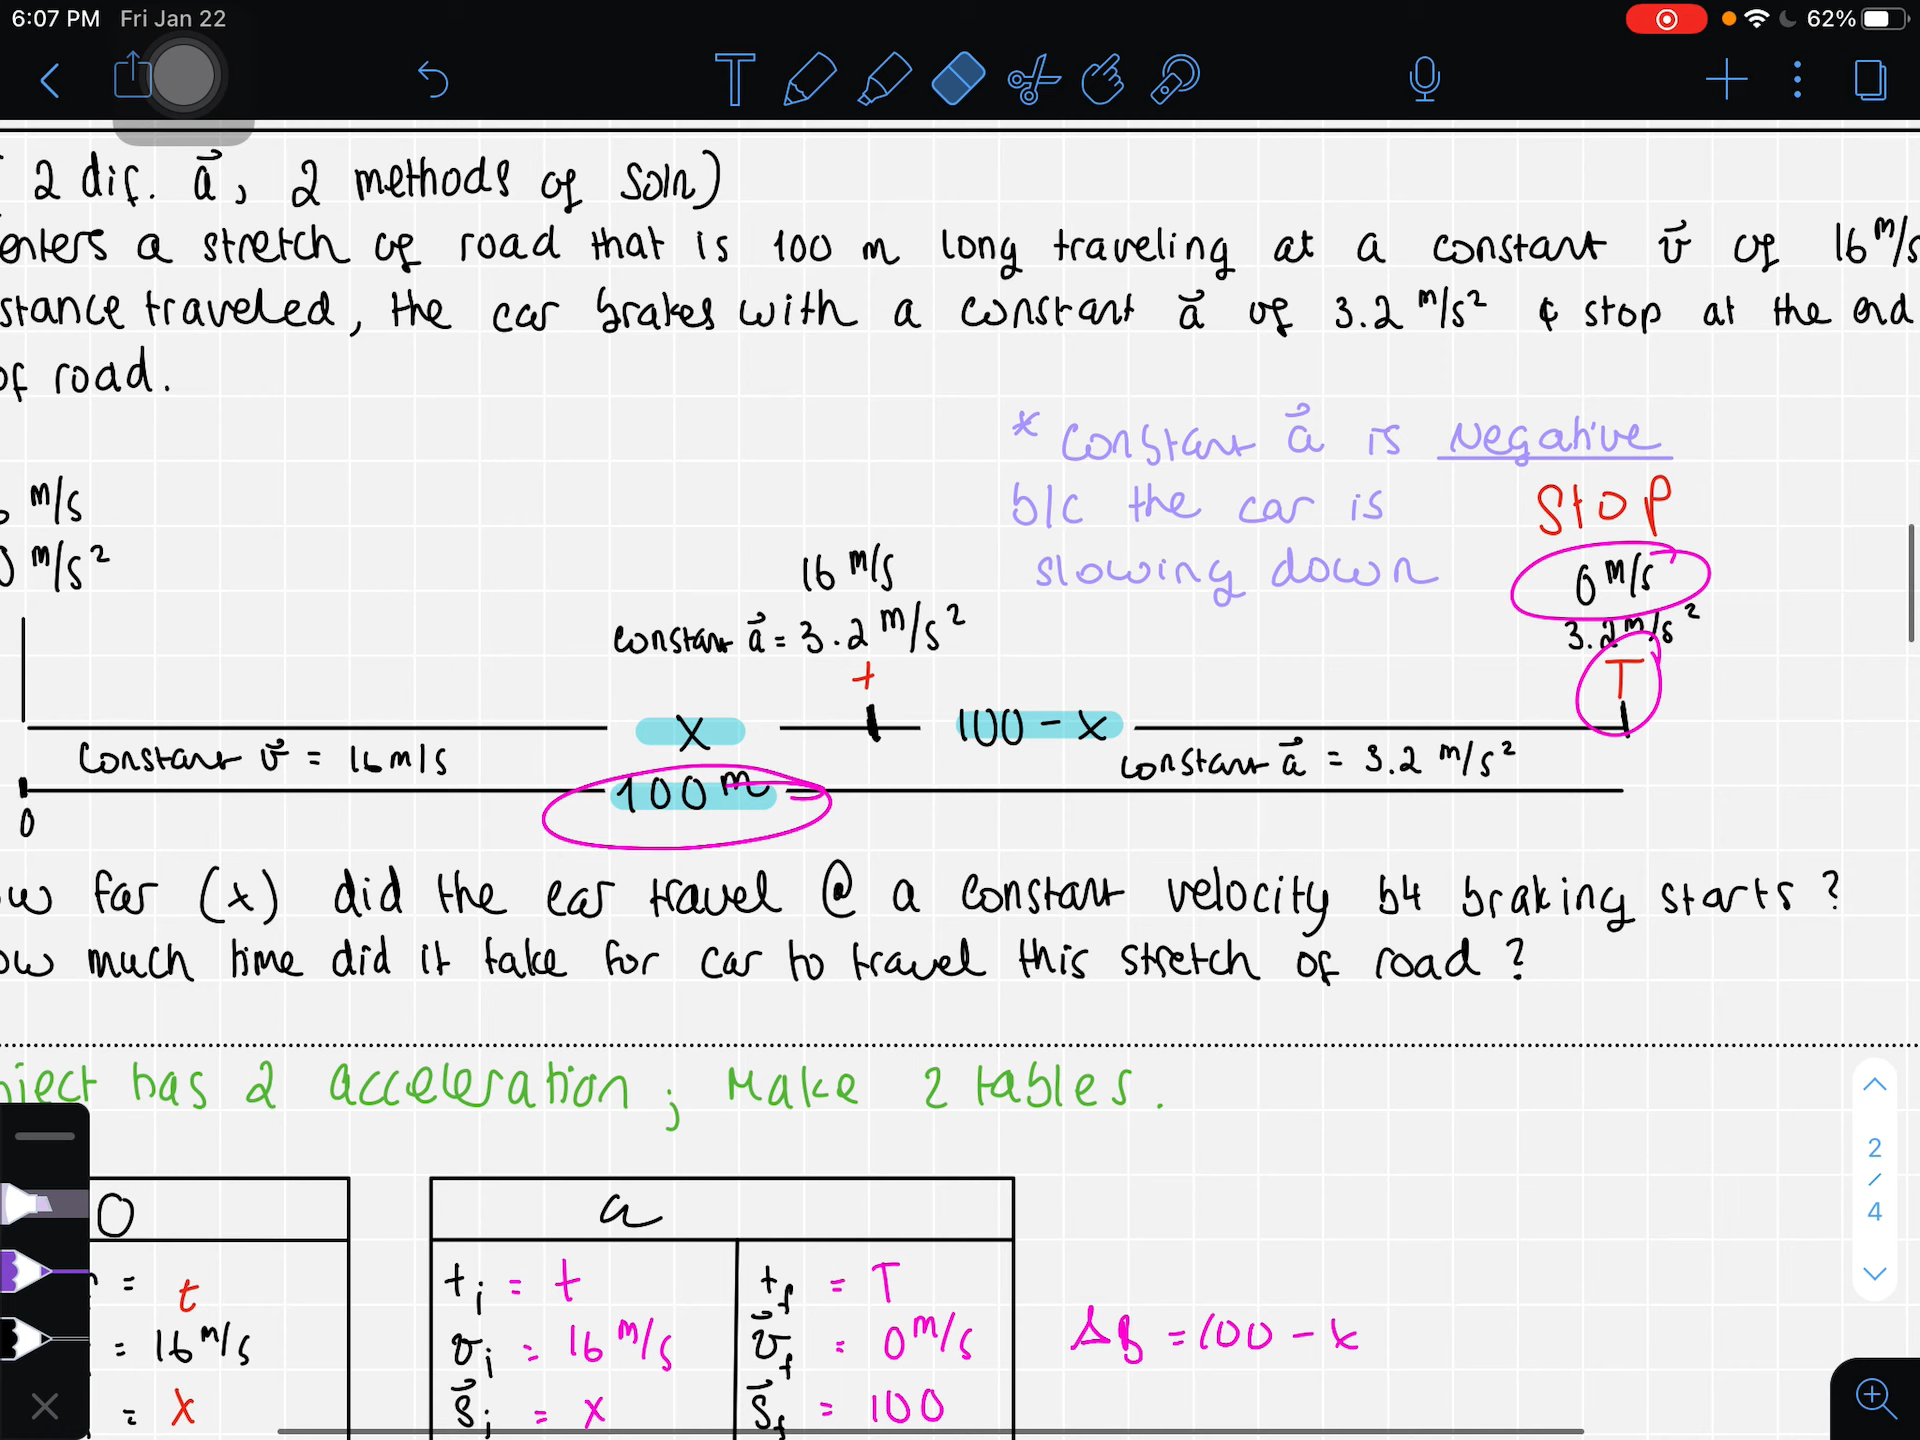 6:07 PM Fri Jan 22
62%
2 dif. a⃗, 2 methods of soln)
enters a stretch of road that is 100 m long traveling at a constant v⃗ of 16 m/s
stance traveled, the car brakes with a constant a⃗ of 3.2 m/s² & stop at the end
of road.
* constant a⃗ is negative
b/c the car is
slowing down
STOP
0 m/s
3.2 m/s²
T
m/s
m/s²
16 m/s
constant a⃗ = 3.2 m/s²
t
x
100 - x
constant v⃗ = 16 m/s
constant a⃗ = 3.2 m/s²
100 m
0
ow far (x) did the car travel @ a constant velocity b4 braking starts?
ow much time did it take for car to travel this stretch of road?
ject has 2 acceleration; Make 2 tables.
0
= t
= 16 m/s
= x
a
tᵢ = t
vᵢ = 16 m/s
s⃗ᵢ = x
t_f = T
v⃗_f = 0 m/s
s⃗_f = 100
Δs = 100 - x
2
/
4